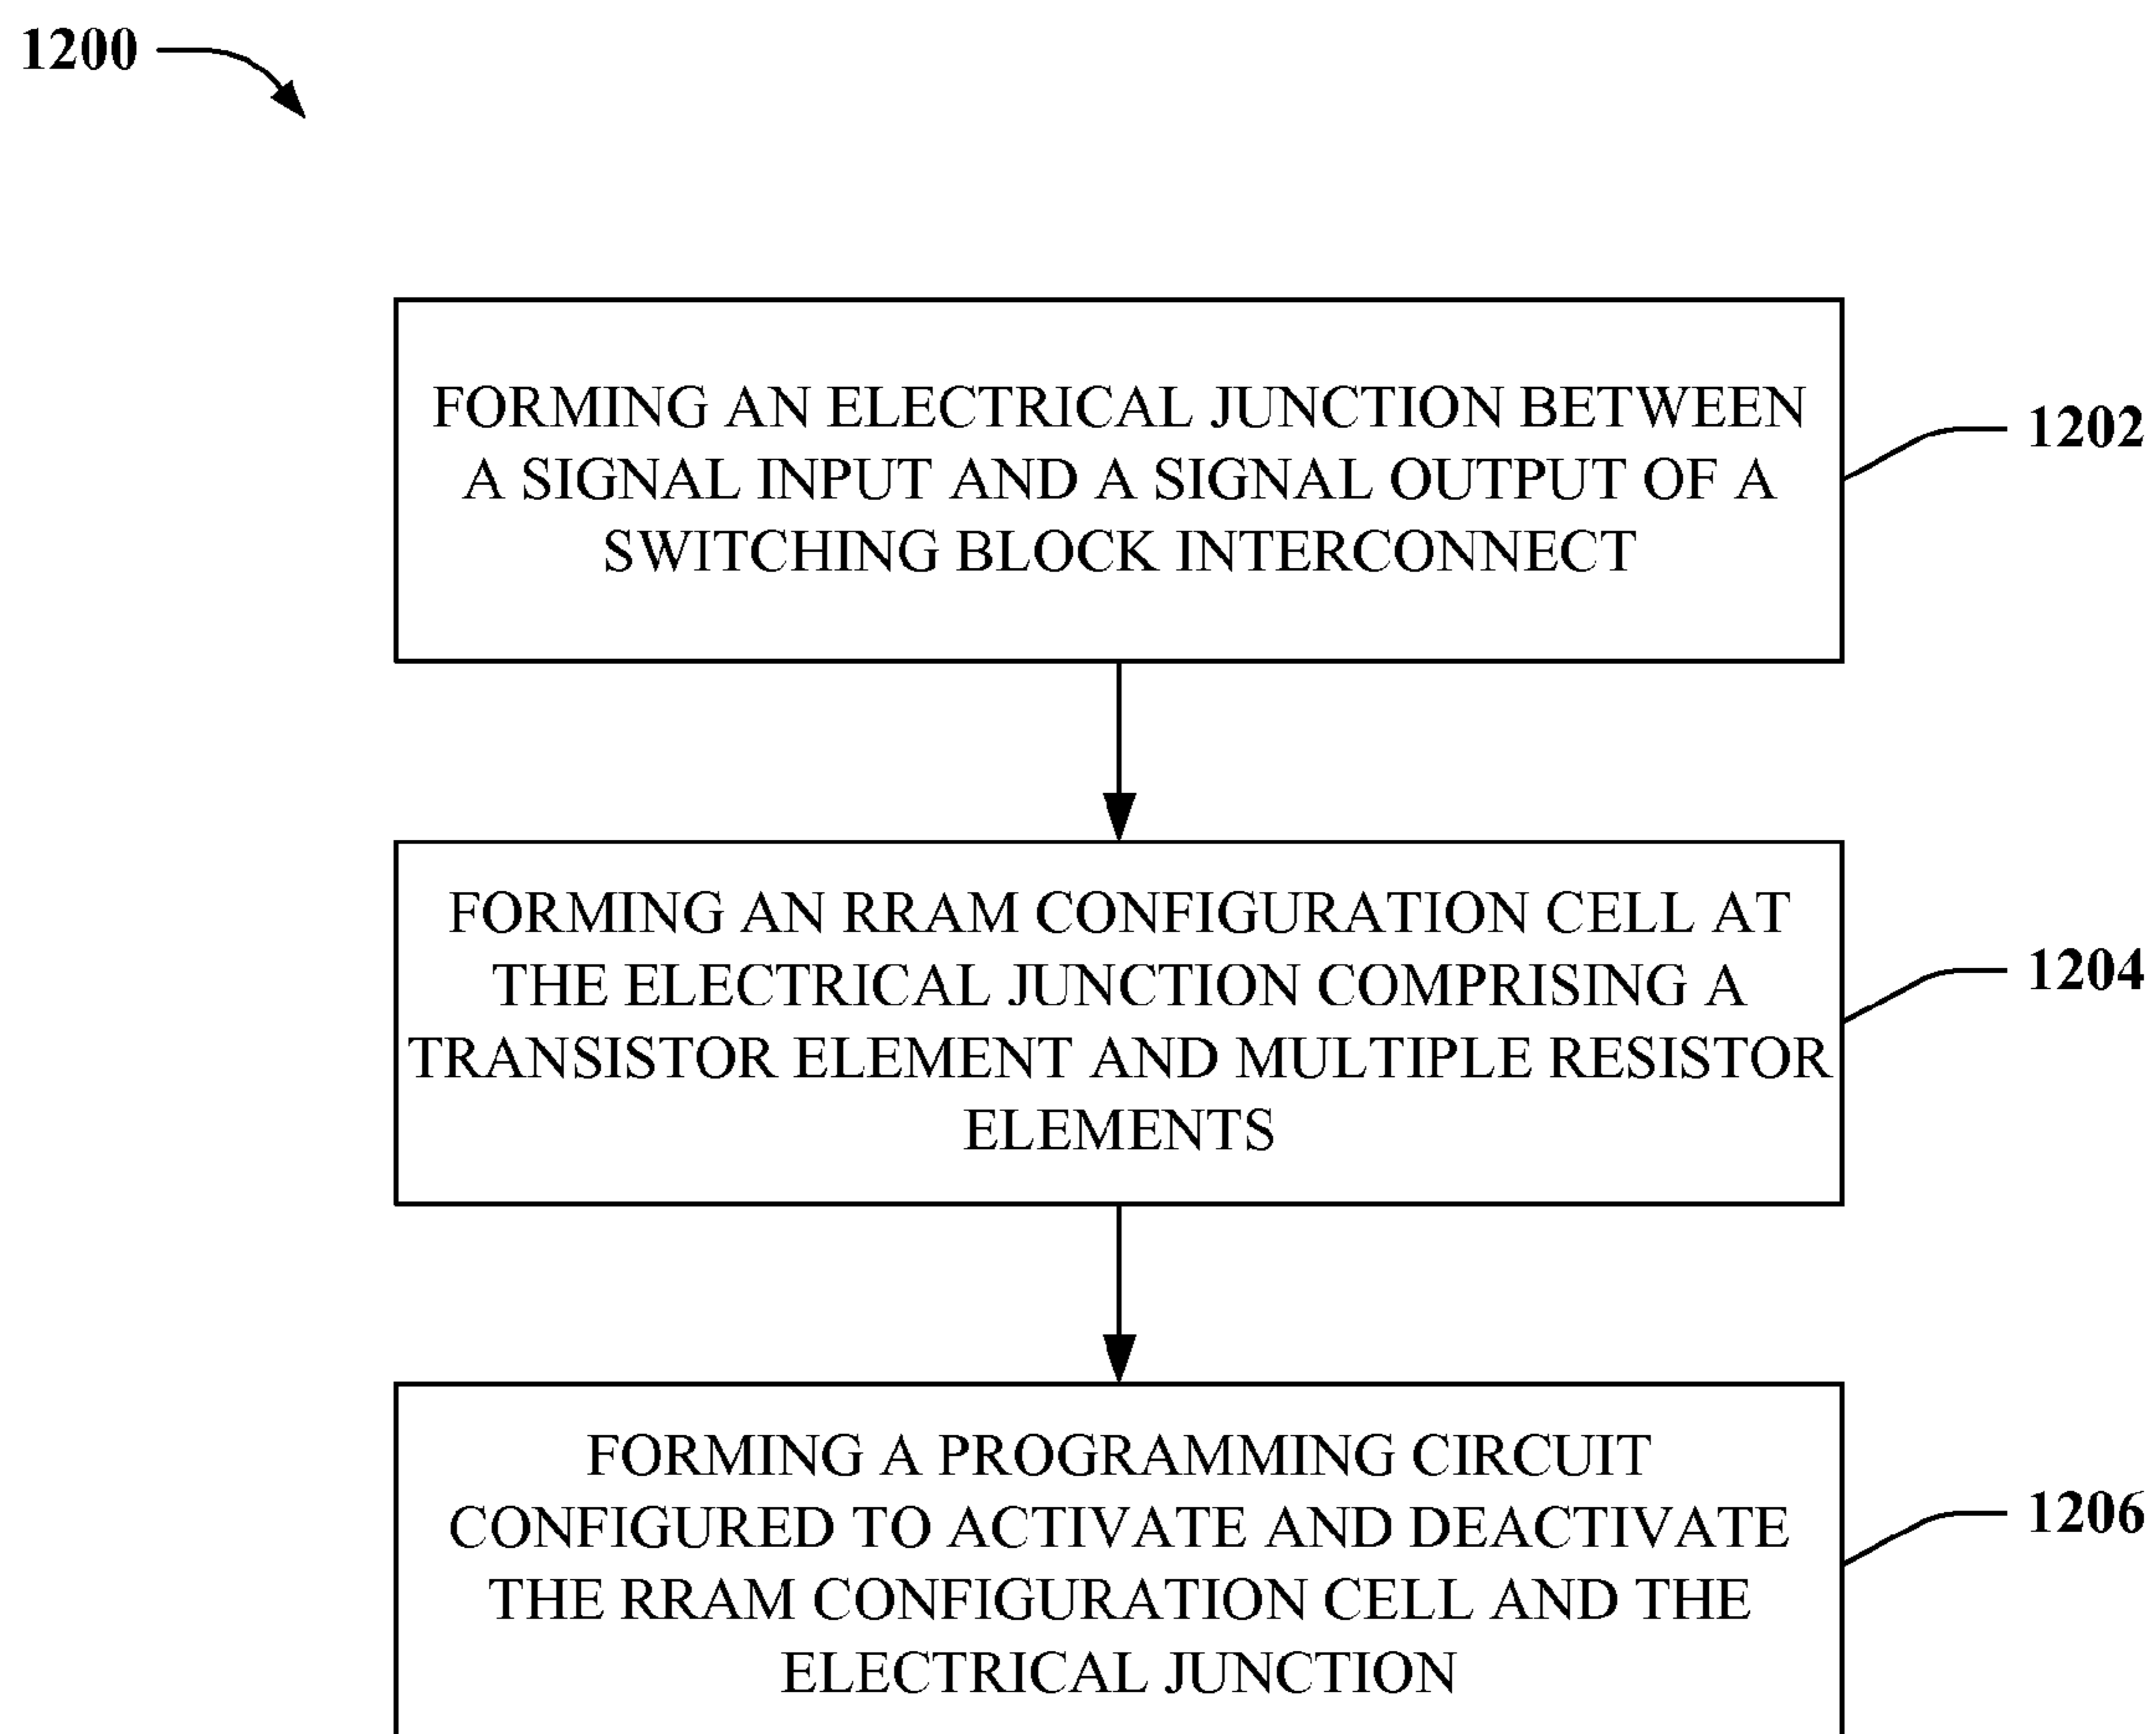 1200
FORMING AN ELECTRICAL JUNCTION BETWEEN
A SIGNAL INPUT AND A SIGNAL OUTPUT OF A
SWITCHING BLOCK INTERCONNECT
1202
FORMING AN RRAM CONFIGURATION CELL AT
THE ELECTRICAL JUNCTION COMPRISING A
TRANSISTOR ELEMENT AND MULTIPLE RESISTOR
ELEMENTS
1204
FORMING A PROGRAMMING CIRCUIT
CONFIGURED TO ACTIVATE AND DEACTIVATE
THE RRAM CONFIGURATION CELL AND THE
ELECTRICAL JUNCTION
1206